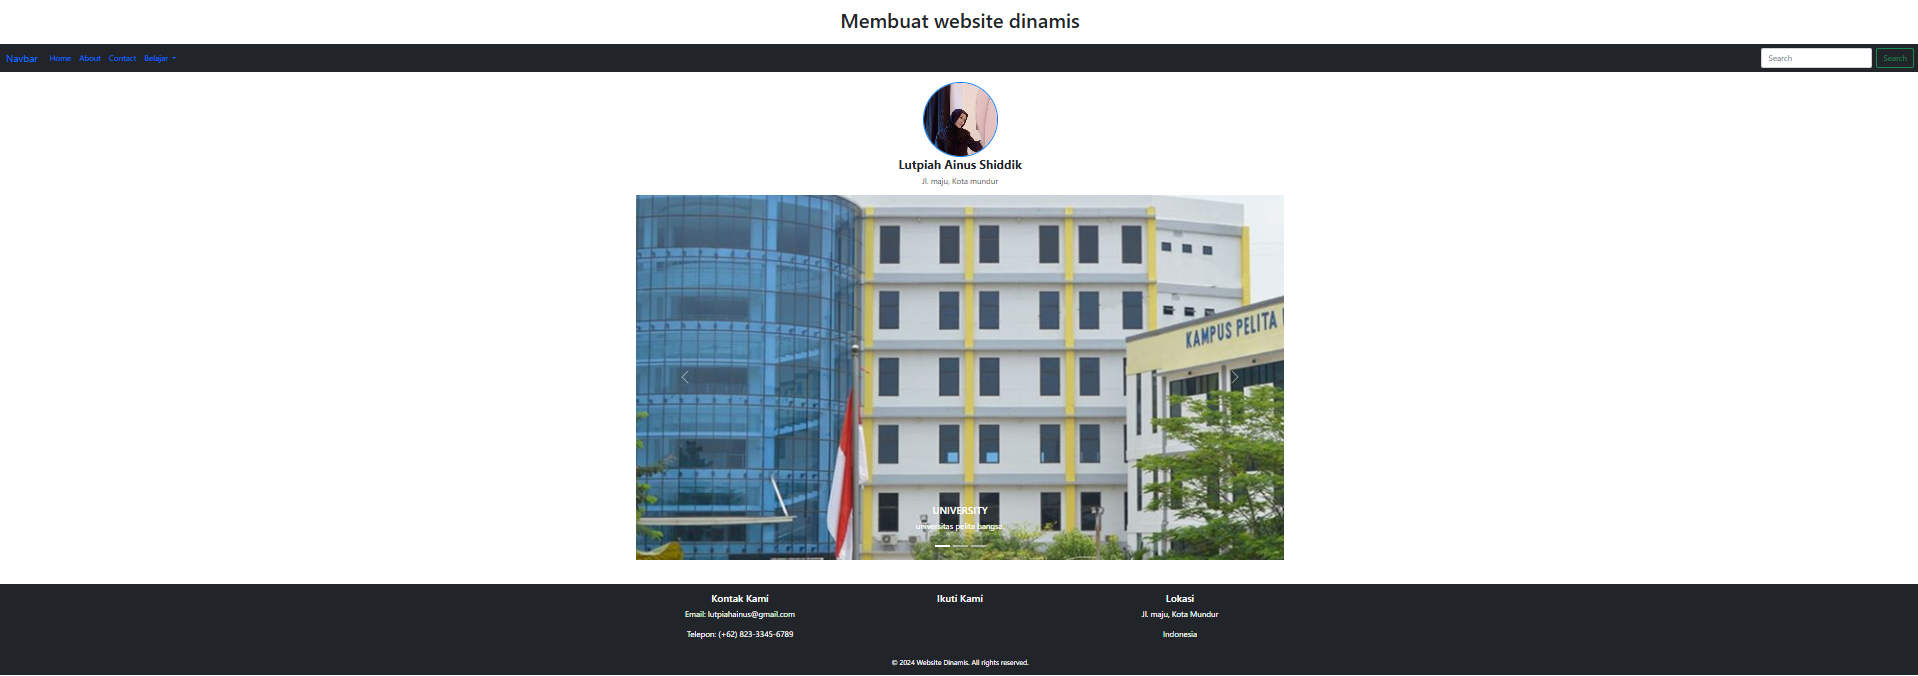 Membuat website dinamis
Navbar Home About Contact Belajar
Search Search
Lutpiah Ainus Shiddik
Jl. maju, Kota mundur
KAMPUS PELITA
UNIVERSITY
universitas pelita bangsa.
Kontak Kami
Email: lutpiahainus@gmail.com
Telepon: (+62) 823-3345-6789
Ikuti Kami
Lokasi
Jl. maju, Kota Mundur
Indonesia
© 2024 Website Dinamis. All rights reserved.